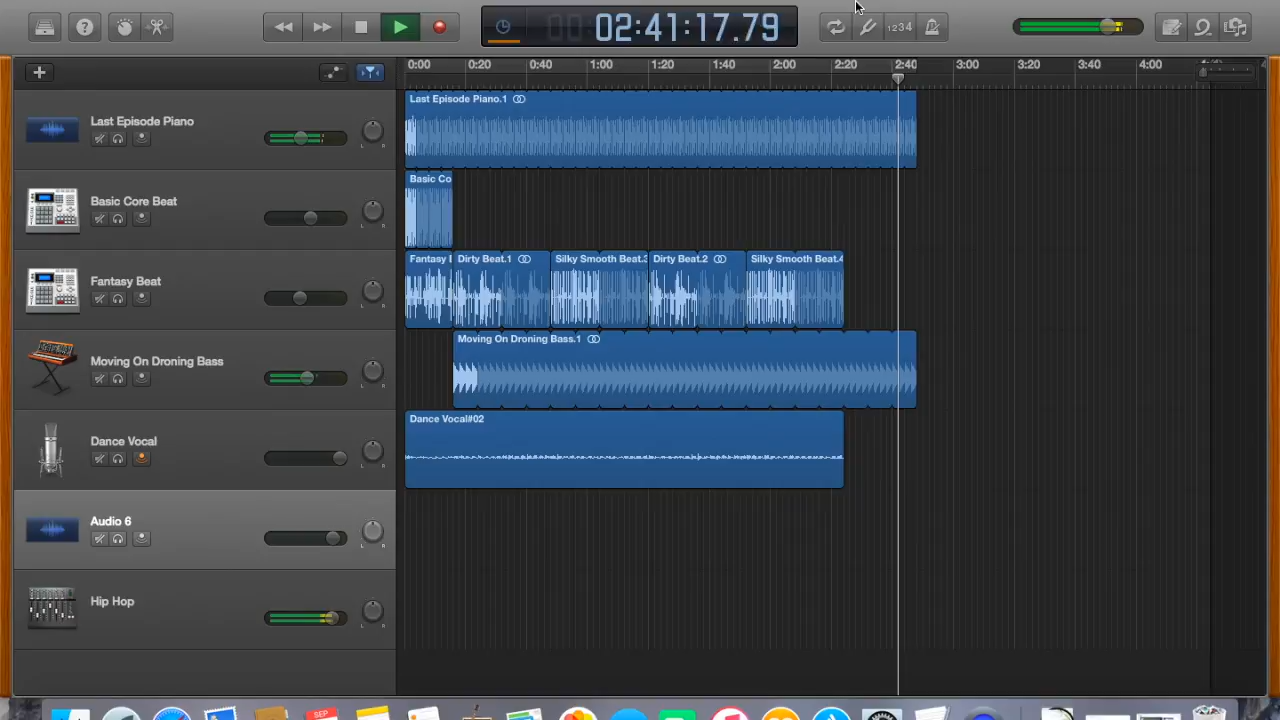 02:41:17.79
1234
0:00 0:20 0:40 1:00 1:20 1:40 2:00 2:20 2:40 3:00 3:20 3:40 4:00
Last Episode Piano
L R
Last Episode Piano.1
Basic Core Beat
L R
Basic Co
Fantasy Beat
L R
Fantasy Dirty Beat.1 Silky Smooth Beat.3 Dirty Beat.2 Silky Smooth Beat.4
Moving On Droning Bass
L R
Moving On Droning Bass.1
Dance Vocal
L R
Dance Vocal#02
Audio 6
L R
Hip Hop
L R
SEP